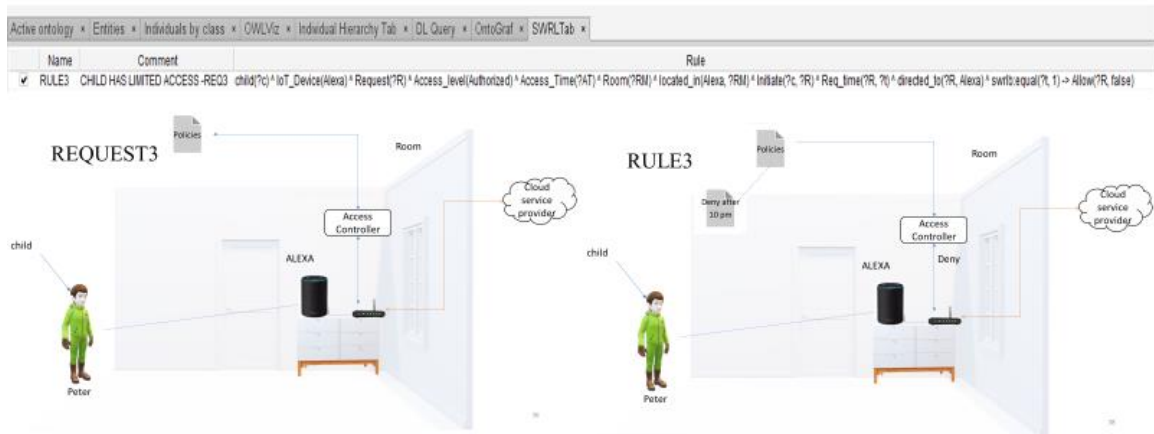 Active ontology × Entities × Individuals by class × OWLViz × Individual Hierarchy Tab × DL Query × OntoGraf × SWRLTab ×
Name Comment Rule
RULE3 CHILD HAS LIMITED ACCESS -REQ3 child(?c) ^ IoT_Device(Alexa) ^ Request(?R) ^ Access_level(Authorized) ^ Access_Time(?AT) ^ Room(?RM) ^ located_in(Alexa, ?RM) ^ Initiate(?c, ?R) ^ Req_time(?R, ?t) ^ directed_to(?R, Alexa) ^ swrlb:equal(?t, 1) -> Allow(?R, false)
REQUEST3
Policies
Room
Cloud
service
provider
Access
Controller
child
ALEXA
Peter
RULE3
Policies
Room
Deny after
10 pm
Cloud
service
provider
Access
Controller
child
Deny
ALEXA
Peter